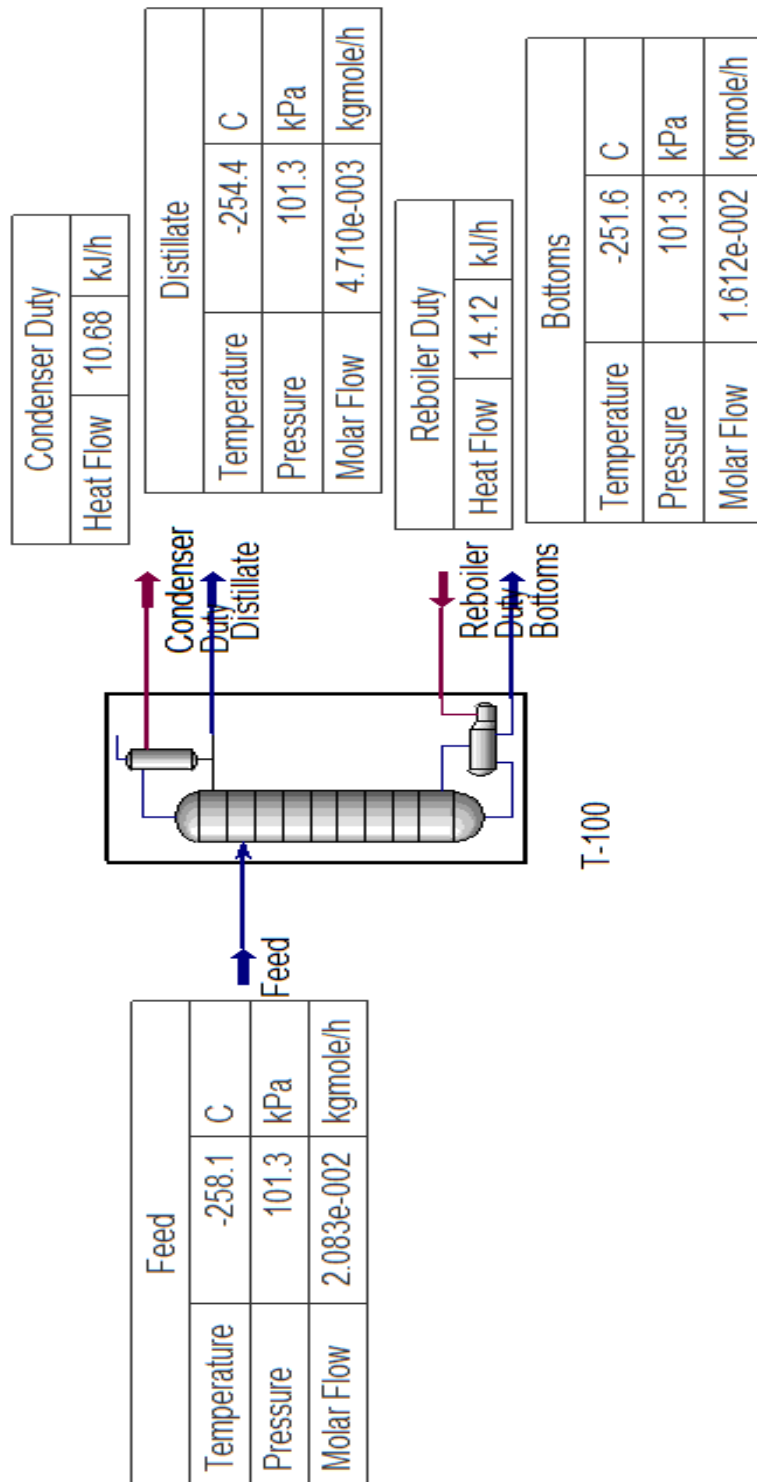 Feed
Temperature -258.1 C
Pressure 101.3 kPa
Molar Flow 2.083e-002 kgmole/h
Feed
T-100
Condenser
Duty
Distillate
Reboiler
Duty
Bottoms
Condenser Duty
Heat Flow 10.68 kJ/h
Distillate
Temperature -254.4 C
Pressure 101.3 kPa
Molar Flow 4.710e-003 kgmole/h
Reboiler Duty
Heat Flow 14.12 kJ/h
Bottoms
Temperature -251.6 C
Pressure 101.3 kPa
Molar Flow 1.612e-002 kgmole/h